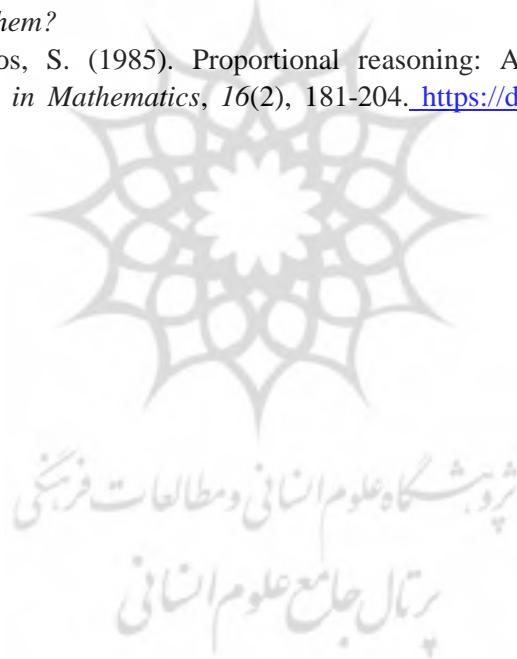 hem?
os, S. (1985). Proportional reasoning: A
in Mathematics, 16(2), 181-204. https://d
پژوهشگاه علوم انسانی و مطالعات فرهنگی
پرتال جامع علوم انسانی